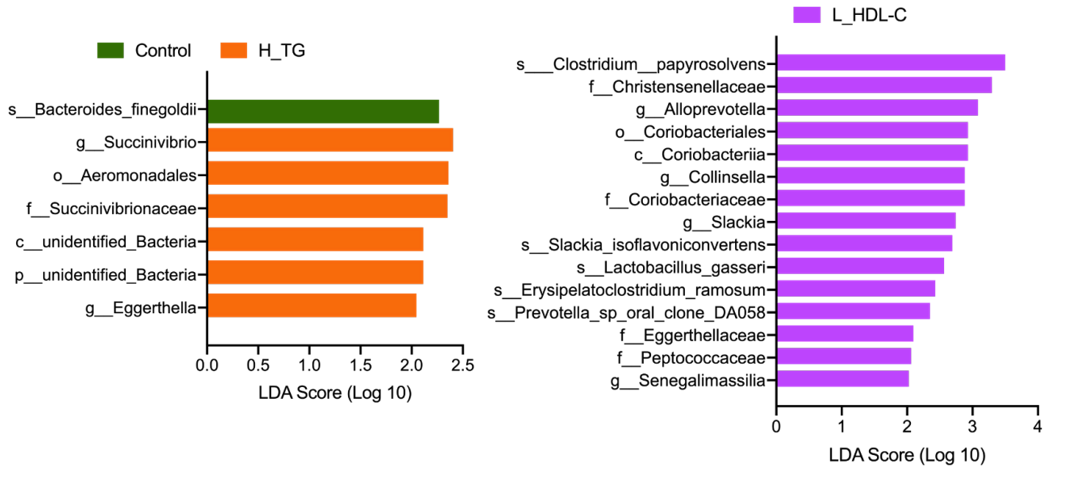 Control
H_TG
s__Bacteroides_finegoldii
g__Succinivibrio
o__Aeromonadales
f__Succinivibrionaceae
c__unidentified_Bacteria
p__unidentified_Bacteria
g__Eggerthella
0.0 0.5 1.0 1.5 2.0 2.5
LDA Score (Log 10)
L_HDL-C
s___Clostridium__papyrosolvens
f__Christensenellaceae
g__Alloprevotella
o__Coriobacteriales
c__Coriobacteriia
g__Collinsella
f__Coriobacteriaceae
g__Slackia
s__Slackia_isoflavoniconvertens
s__Lactobacillus_gasseri
s__Erysipelatoclostridium_ramosum
s__Prevotella_sp_oral_clone_DA058
f__Eggerthellaceae
f__Peptococcaceae
g__Senegalimassilia
0 1 2 3 4
LDA Score (Log 10)